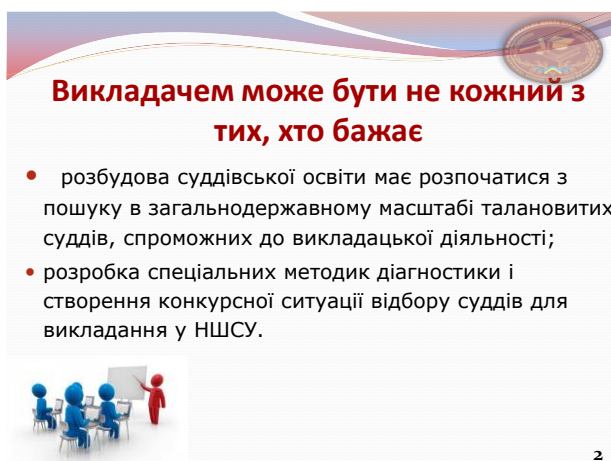 Викладачем може бути не кожний з
тих, хто бажає
• розбудова суддівської освіти має розпочатися з
пошуку в загальнодержавному масштабі талановитих
суддів, спроможних до викладацької діяльності;
• розробка спеціальних методик діагностики і
створення конкурсної ситуації відбору суддів для
викладання у НШСУ.
2